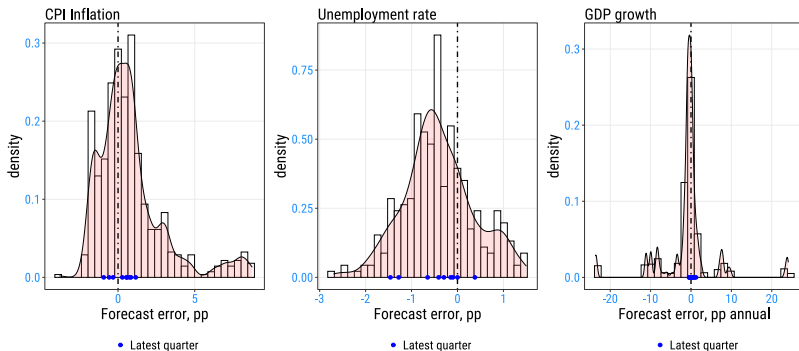 CPI Inflation
density
0.3
0.2
0.1
0.0
0
5
Forecast error, pp
Latest quarter
Unemployment rate
density
0.75
0.50
0.25
0.00
-3
-2
-1
0
1
Forecast error, pp
Latest quarter
GDP growth
density
0.3
0.2
0.1
0.0
-20
-10
0
10
20
Forecast error, pp annual
Latest quarter